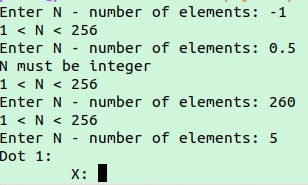 Enter N - number of elements: -1
1 < N < 256
Enter N - number of elements: 0.5
N must be integer
1 < N < 256
Enter N - number of elements: 260
1 < N < 256
Enter N - number of elements: 5
Dot 1:
X: